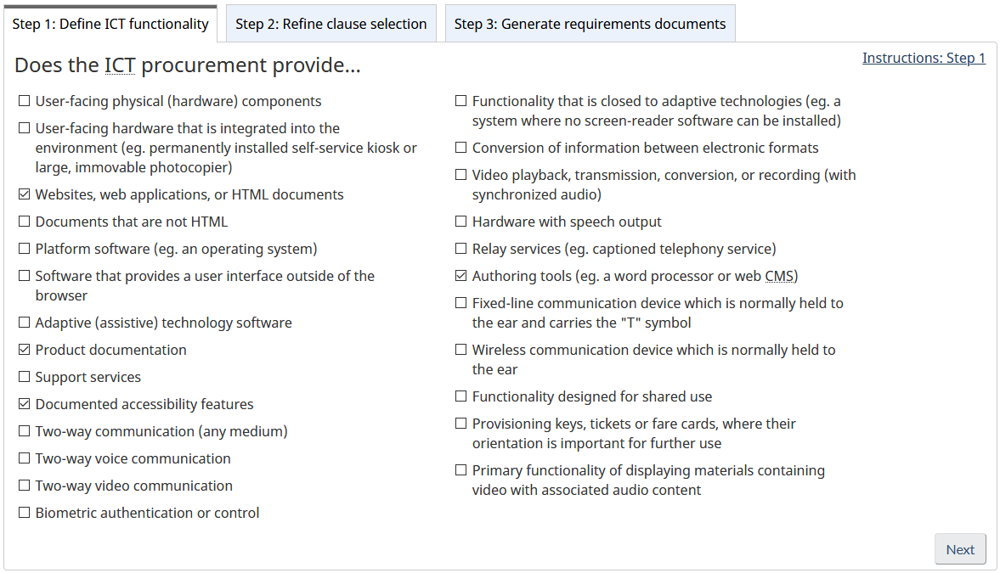 Step 1: Define ICT functionality
Step 2: Refine clause selection
Step 3: Generate requirements documents
Does the ICT procurement provide...
Instructions: Step 1
User-facing physical (hardware) components
User-facing hardware that is integrated into the
environment (eg. permanently installed self-service kiosk or
large, immovable photocopier)
Websites, web applications, or HTML documents
Documents that are not HTML
Platform software (eg. an operating system)
Software that provides a user interface outside of the
browser
Adaptive (assistive) technology software
Product documentation
Support services
Documented accessibility features
Two-way communication (any medium)
Two-way voice communication
Two-way video communication
Biometric authentication or control
Functionality that is closed to adaptive technologies (eg. a
system where no screen-reader software can be installed)
Conversion of information between electronic formats
Video playback, transmission, conversion, or recording (with
synchronized audio)
Hardware with speech output
Relay services (eg. captioned telephony service)
Authoring tools (eg. a word processor or web CMS)
Fixed-line communication device which is normally held to
the ear and carries the "T" symbol
Wireless communication device which is normally held to
the ear
Functionality designed for shared use
Provisioning keys, tickets or fare cards, where their
orientation is important for further use
Primary functionality of displaying materials containing
video with associated audio content
Next